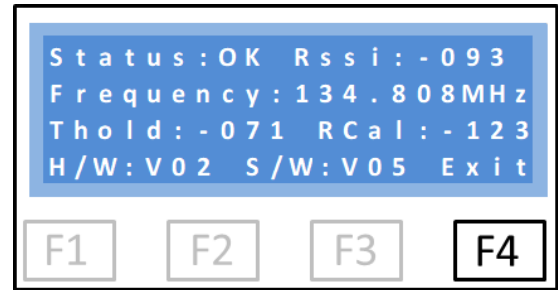 Status:OK Rssi:-093
Frequency:134.808MHz
Thold:-071 RCal:-123
H/W:V02 S/W:V05 Exit
F1 F2 F3 F4